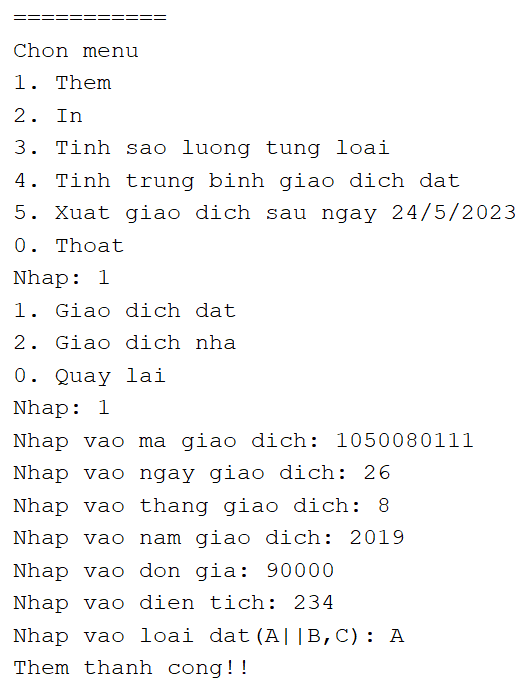 ===========
Chon menu
1. Them
2. In
3. Tinh sao luong tung loai
4. Tinh trung binh giao dich dat
5. Xuat giao dich sau ngay 24/5/2023
0. Thoat
Nhap: 1
1. Giao dich dat
2. Giao dich nha
0. Quay lai
Nhap: 1
Nhap vao ma giao dich: 1050080111
Nhap vao ngay giao dich: 26
Nhap vao thang giao dich: 8
Nhap vao nam giao dich: 2019
Nhap vao don gia: 90000
Nhap vao dien tich: 234
Nhap vao loai dat(A||B,C): A
Them thanh cong!!